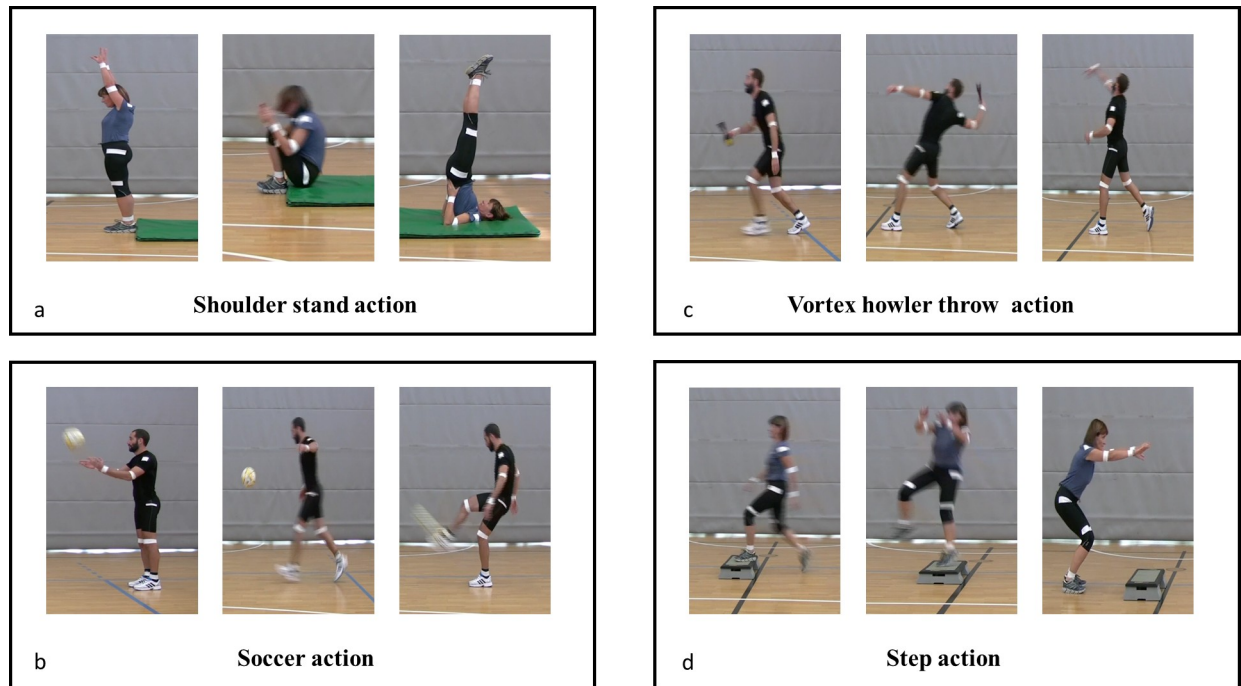 a
Shoulder stand action
c
Vortex howler throw action
b
Soccer action
d
Step action